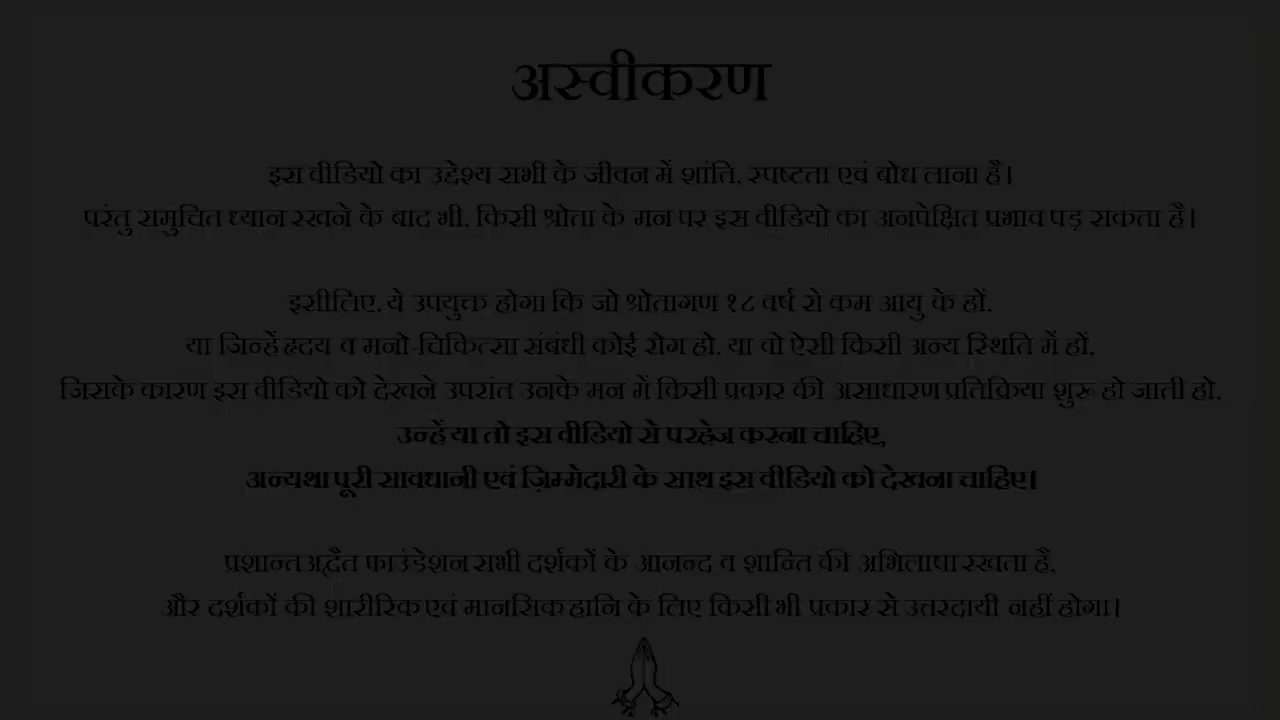 अस्वीकरण
इस वीडियो का उद्देश्य सभी के जीवन में शांति, स्पष्टता एवं बोध लाना है।
परंतु समुचित ध्यान रखने के बाद भी, किसी श्रोता के मन पर इस वीडियो का अनपेक्षित प्रभाव पड़ सकता है।
इसीलिए, ये उपयुक्त होगा कि जो श्रोतागण १८ वर्ष से कम आयु के हों,
या जिन्हें हृदय व मनो-चिकित्सा संबंधी कोई रोग हो, या वो ऐसी किसी अन्य स्थिति में हों,
जिसके कारण इस वीडियो को देखने उपरांत उनके मन में किसी प्रकार की असाधारण प्रतिक्रिया शुरू हो जाती हो,
उन्हें या तो इस वीडियो से परहेज करना चाहिए,
अन्यथा पूरी सावधानी एवं ज़िम्मेदारी के साथ इस वीडियो को देखना चाहिए।
प्रशान्तअद्वैत फाउंडेशन सभी दर्शकों के आनन्द व शान्ति की अभिलाषा रखता है,
और दर्शकों की शारीरिक एवं मानसिक हानि के लिए किसी भी प्रकार से उत्तरदायी नहीं होगा।